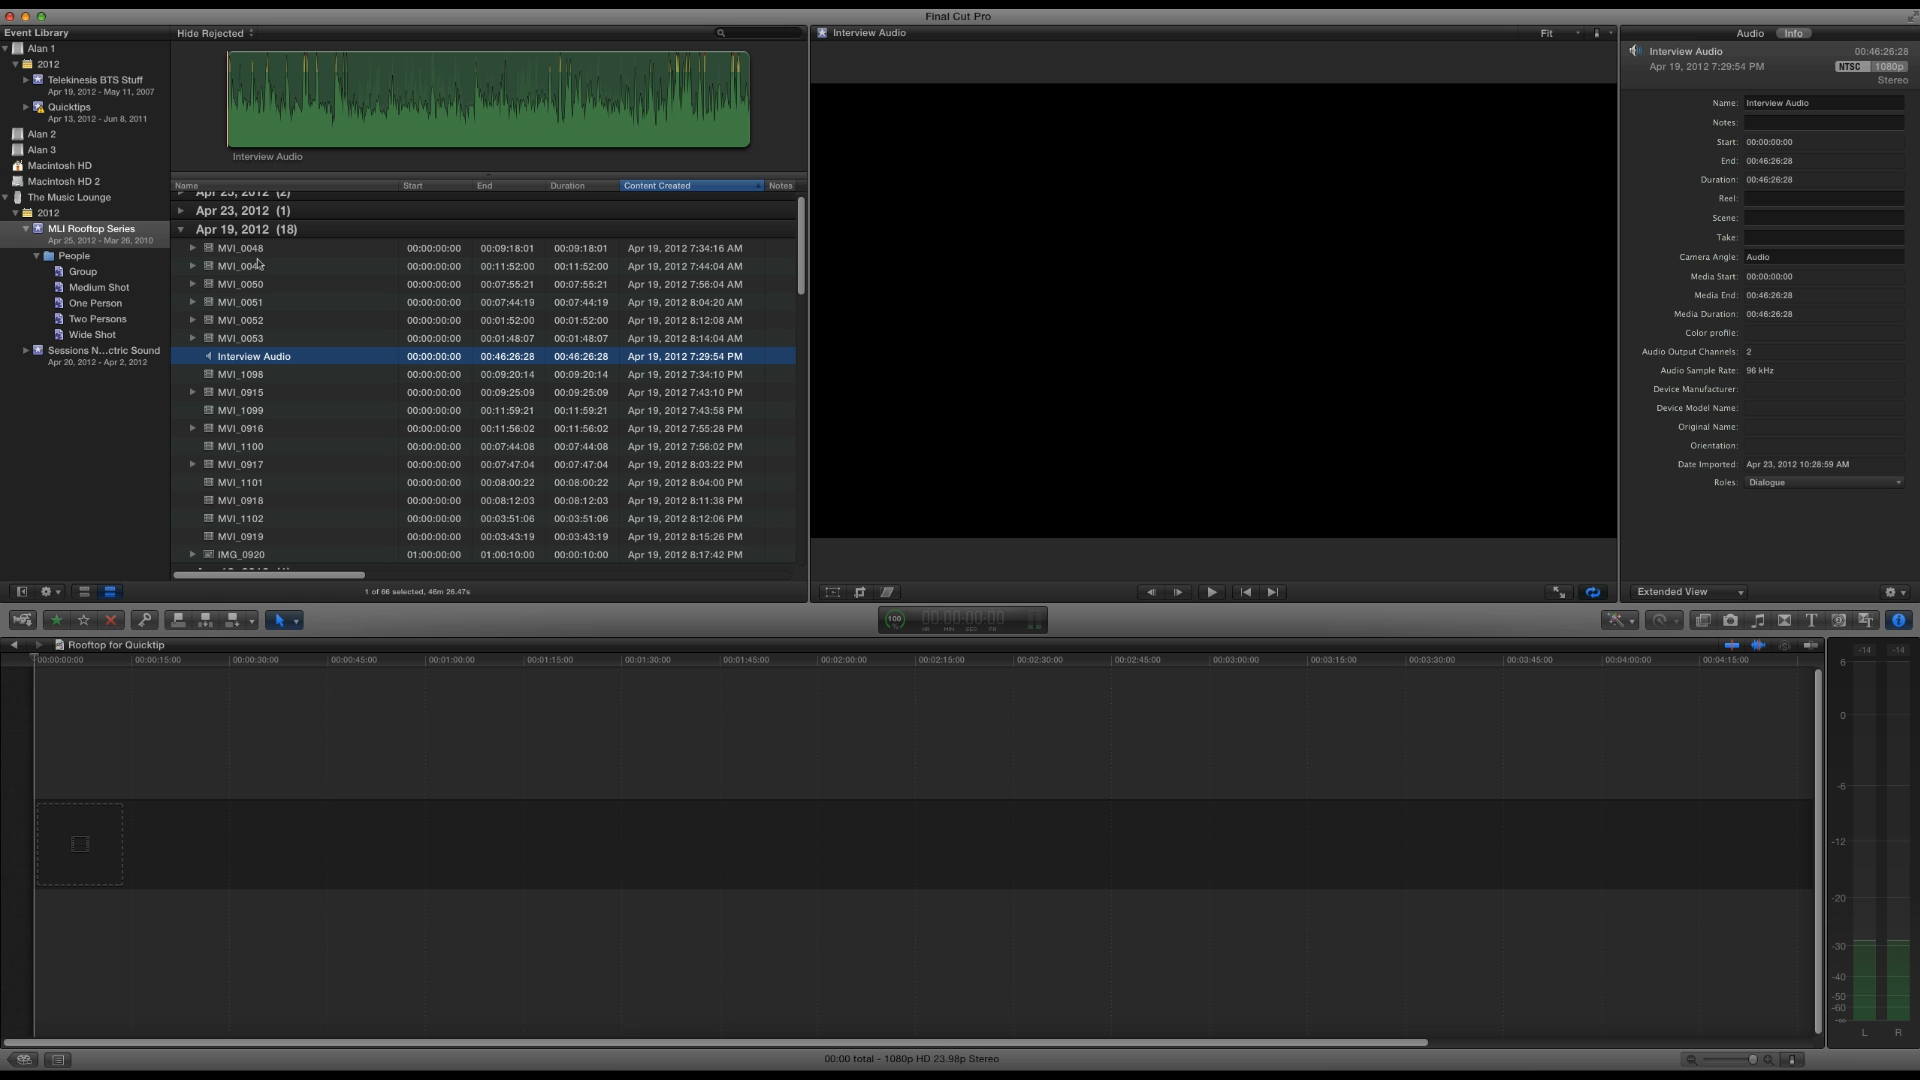 Final Cut Pro
Event Library
Alan 1
2012
Telekinesis BTS Stuff
Apr 19, 2012 - May 11, 2007
Quicktips
Apr 13, 2012 - Jun 8, 2011
Alan 2
Alan 3
Macintosh HD
Macintosh HD 2
The Music Lounge
2012
MLI Rooftop Series
Apr 25, 2012 - Mar 26, 2010
People
Group
Medium Shot
One Person
Two Persons
Wide Shot
Sessions N...ctric Sound
Apr 20, 2012 - Apr 2, 2012
Hide Rejected
Interview Audio
Name Start End Duration Content Created Notes
Apr 23, 2012 (1)
Apr 19, 2012 (18)
MVI_0048 00:00:00:00 00:09:18:01 00:09:18:01 Apr 19, 2012 7:34:16 AM
00:00:00:00 00:11:52:00 00:11:52:00 Apr 19, 2012 7:44:04 AM
MVI_0050 00:00:00:00 00:07:55:21 00:07:55:21 Apr 19, 2012 7:56:04 AM
MVI_0051 00:00:00:00 00:07:44:19 00:07:44:19 Apr 19, 2012 8:04:20 AM
MVI_0052 00:00:00:00 00:01:52:00 00:01:52:00 Apr 19, 2012 8:12:08 AM
MVI_0053 00:00:00:00 00:01:48:07 00:01:48:07 Apr 19, 2012 8:14:04 AM
Interview Audio 00:00:00:00 00:46:26:28 00:46:26:28 Apr 19, 2012 7:29:54 PM
MVI_1098 00:00:00:00 00:09:20:14 00:09:20:14 Apr 19, 2012 7:34:10 PM
MVI_0915 00:00:00:00 00:09:25:09 00:09:25:09 Apr 19, 2012 7:43:10 PM
MVI_1099 00:00:00:00 00:11:59:21 00:11:59:21 Apr 19, 2012 7:43:58 PM
MVI_0916 00:00:00:00 00:11:56:02 00:11:56:02 Apr 19, 2012 7:55:28 PM
MVI_1100 00:00:00:00 00:07:44:08 00:07:44:08 Apr 19, 2012 7:56:02 PM
MVI_0917 00:00:00:00 00:07:47:04 00:07:47:04 Apr 19, 2012 8:03:22 PM
MVI_1101 00:00:00:00 00:08:00:22 00:08:00:22 Apr 19, 2012 8:04:00 PM
MVI_0918 00:00:00:00 00:08:12:03 00:08:12:03 Apr 19, 2012 8:11:38 PM
MVI_1102 00:00:00:00 00:03:51:06 00:03:51:06 Apr 19, 2012 8:12:06 PM
MVI_0919 00:00:00:00 00:03:43:19 00:03:43:19 Apr 19, 2012 8:15:26 PM
IMG_0920 01:00:00:00 01:00:10:00 00:00:10:00 Apr 19, 2012 8:17:42 PM
1 of 66 selected, 46m 26.47s
Interview Audio
Fit
Audio Info
Interview Audio 00:46:26:28
Apr 19, 2012 7:29:54 PM NTSC 1080p
Stereo
Name: Interview Audio
Notes:
Start: 00:00:00:00
End: 00:46:26:28
Duration: 00:46:26:28
Reel:
Scene:
Take:
Camera Angle: Audio
Media Start: 00:00:00:00
Media End: 00:46:26:28
Media Duration: 00:46:26:28
Color profile:
Audio Output Channels: 2
Audio Sample Rate: 96 kHz
Device Manufacturer:
Device Model Name:
Original Name:
Orientation:
Date Imported: Apr 23, 2012 10:28:59 AM
Roles: Dialogue
Extended View
100 00:00:00:00
HR MIN SEC FR
Rooftop for Quicktip
00:00:00:00 00:00:15:00 00:00:30:00 00:00:45:00 00:01:00:00 00:01:15:00 00:01:30:00 00:01:45:00 00:02:00:00 00:02:15:00 00:02:30:00 00:02:45:00 00:03:00:00 00:03:15:00 00:03:30:00 00:03:45:00 00:04:00:00 00:04:15:00
-14 -14
6
0
-6
-12
-20
-30
-40
-50
-60
-∞
L R
00:00 total - 1080p HD 23.98p Stereo